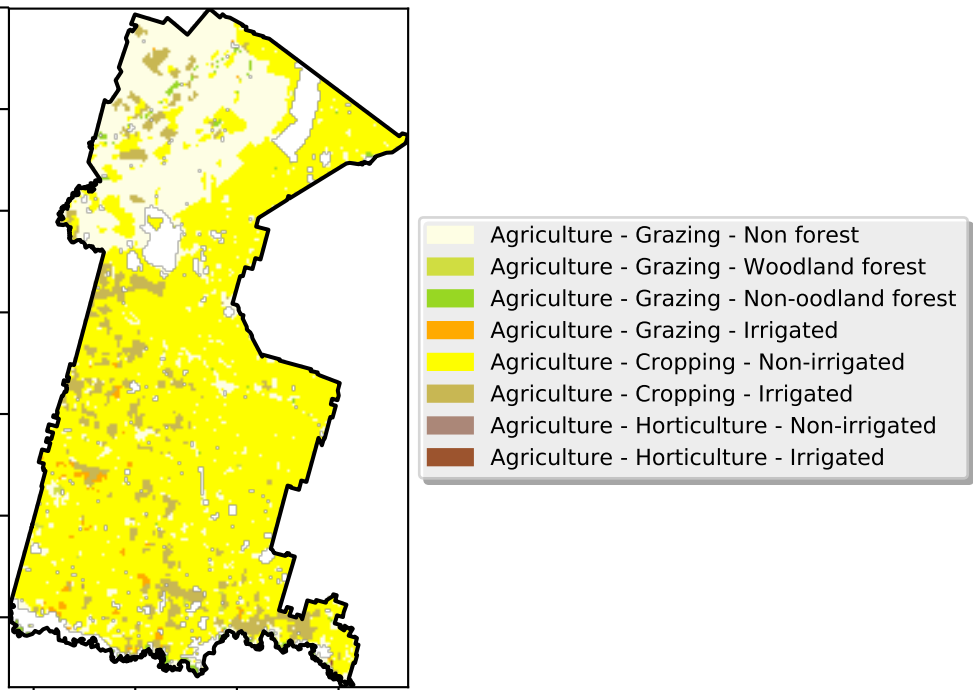 Agriculture - Grazing - Non forest
Agriculture - Grazing - Woodland forest
Agriculture - Grazing - Non-oodland forest
Agriculture - Grazing - Irrigated
Agriculture - Cropping - Non-irrigated
Agriculture - Cropping - Irrigated
Agriculture - Horticulture - Non-irrigated
Agriculture - Horticulture - Irrigated